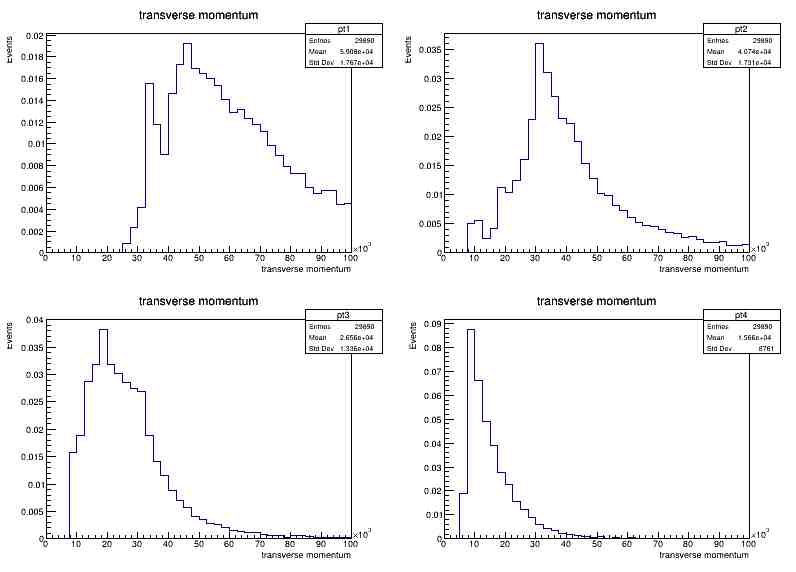 transverse momentum
pt1
Entries 29890
Mean 5.909e+04
Std Dev 1.767e+04
Events
0.02
0.018
0.016
0.014
0.012
0.01
0.008
0.006
0.004
0.002
0
0 10 20 30 40 50 60 70 80 90 100
×10³
transverse momentum
transverse momentum
pt2
Entries 29890
Mean 4.074e+04
Std Dev 1.731e+04
Events
0.035
0.03
0.025
0.02
0.015
0.01
0.005
0
0 10 20 30 40 50 60 70 80 90 100
×10³
transverse momentum
transverse momentum
pt3
Entries 29890
Mean 2.656e+04
Std Dev 1.336e+04
Events
0.04
0.035
0.03
0.025
0.02
0.015
0.01
0.005
0
0 10 20 30 40 50 60 70 80 90 100
×10³
transverse momentum
transverse momentum
pt4
Entries 29890
Mean 1.566e+04
Std Dev 8761
Events
0.09
0.08
0.07
0.06
0.05
0.04
0.03
0.02
0.01
0
0 10 20 30 40 50 60 70 80 90 100
×10³
transverse momentum